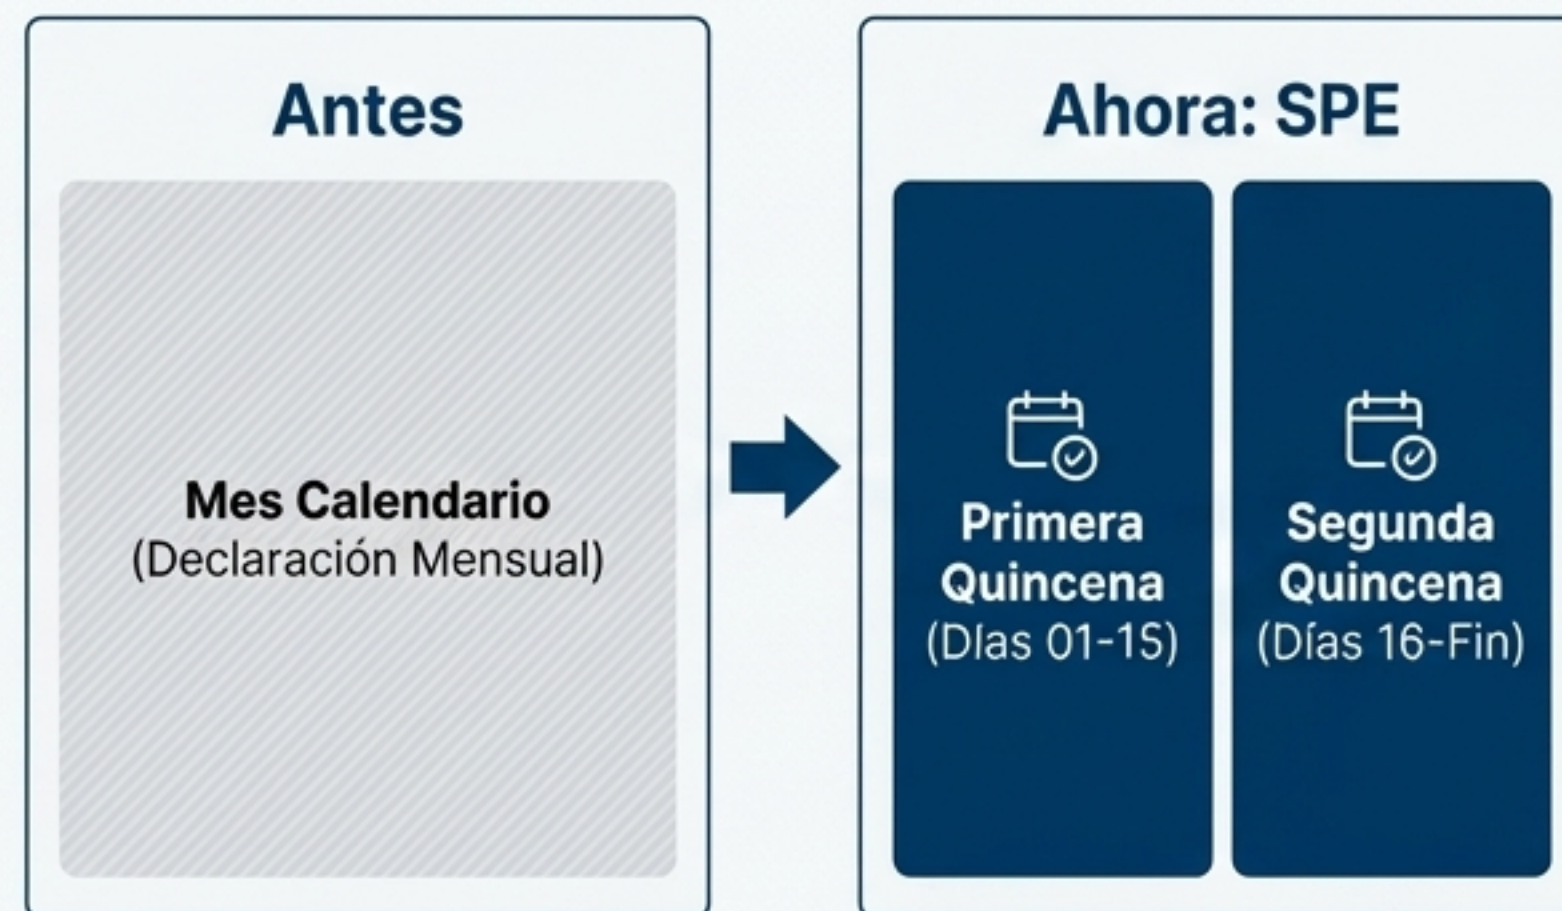 Antes
Mes Calendario
(Declaración Mensual)
Ahora: SPE
Primera
Quincena
(Días 01-15)
Segunda
Quincena
(Días 16-Fin)